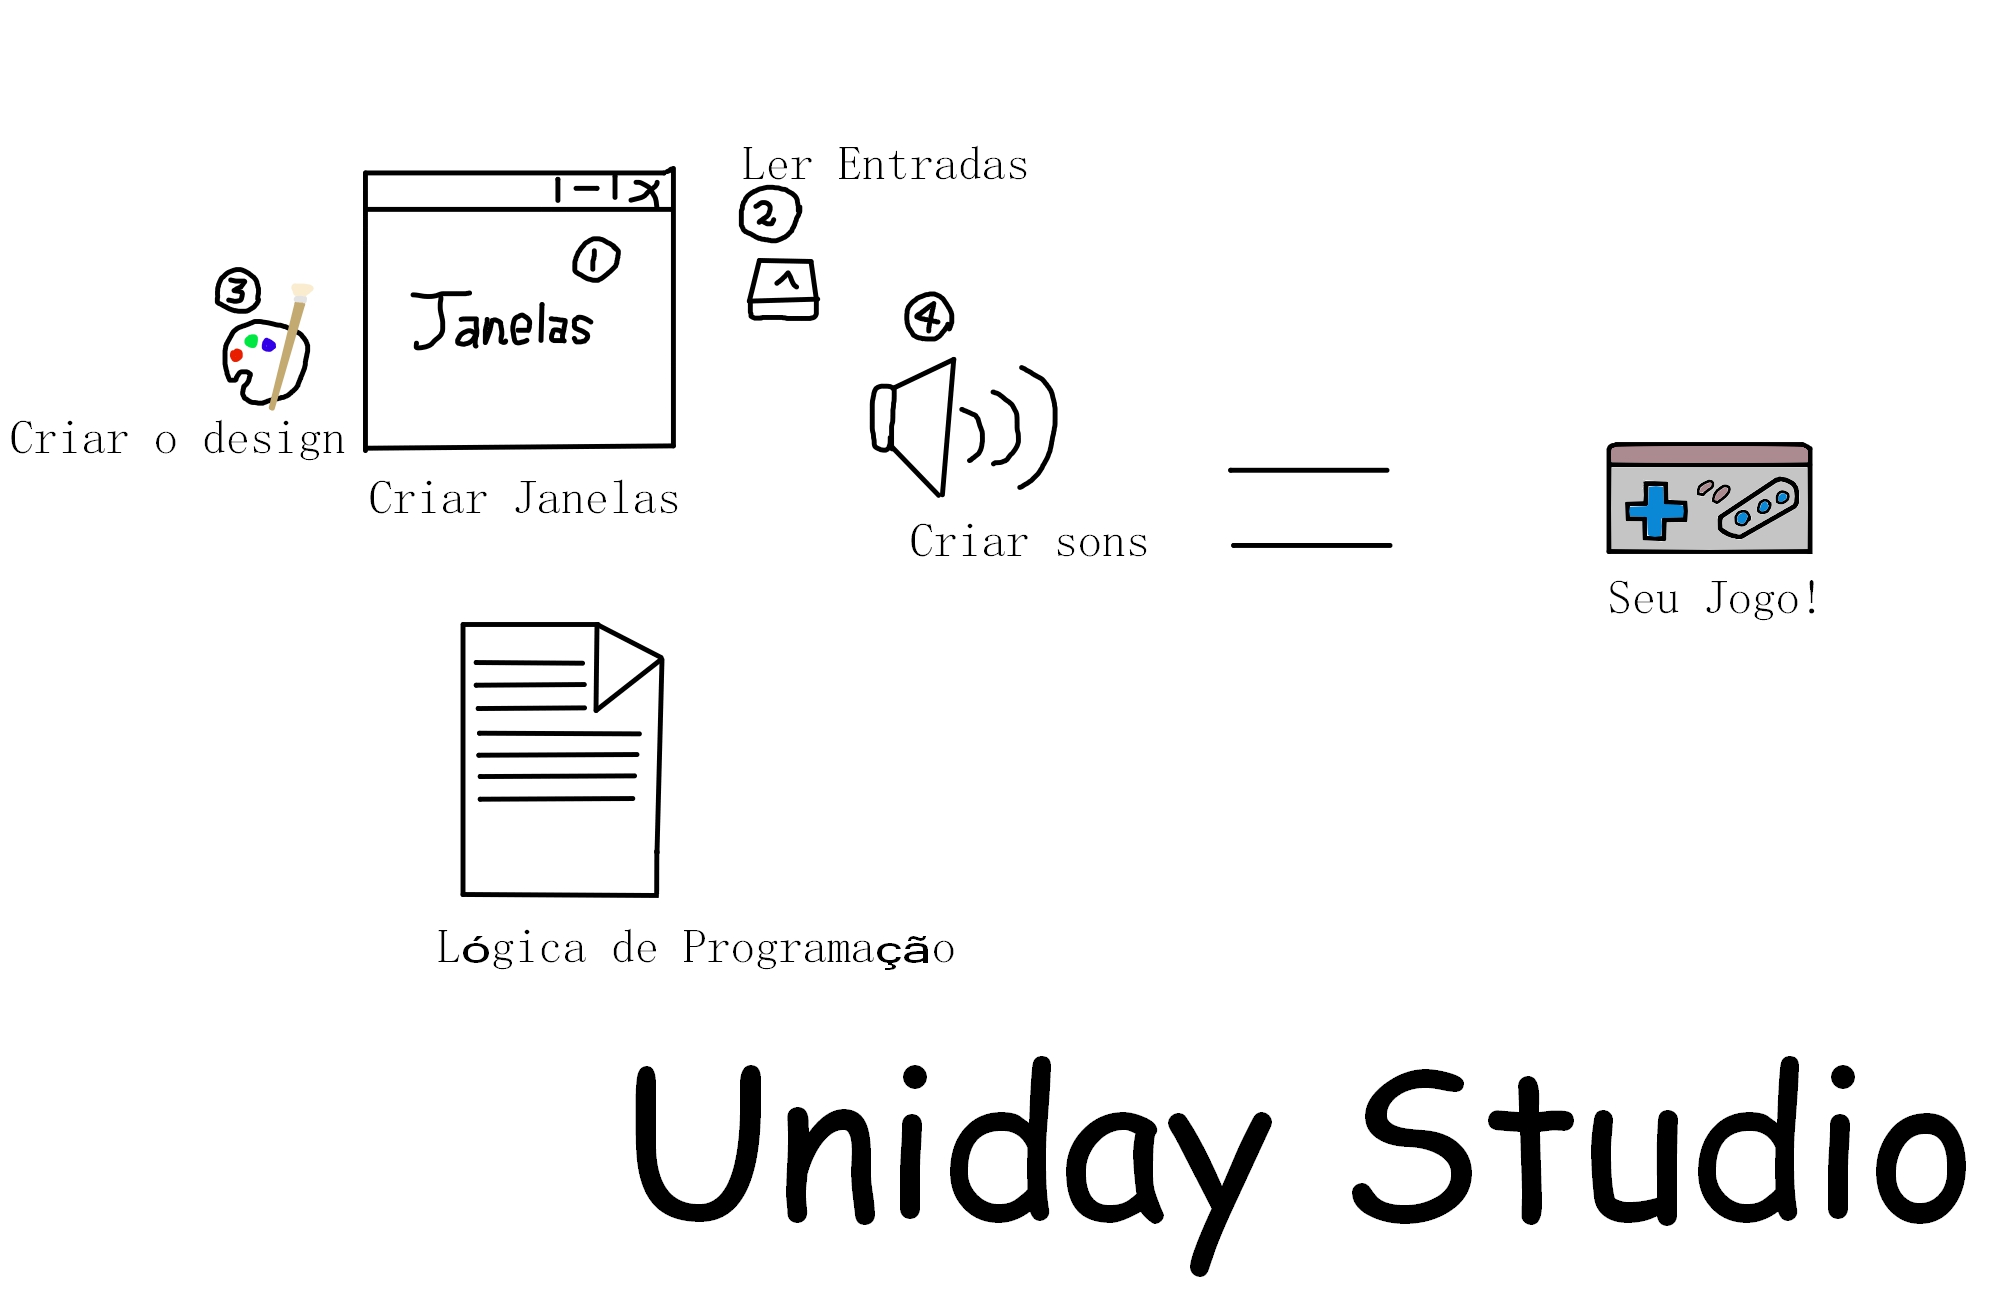 Ler Entradas
2
1
Janelas
3
4
Criar o design
Criar Janelas
Criar sons
Seu Jogo!
Lógica de Programação
Uniday Studio